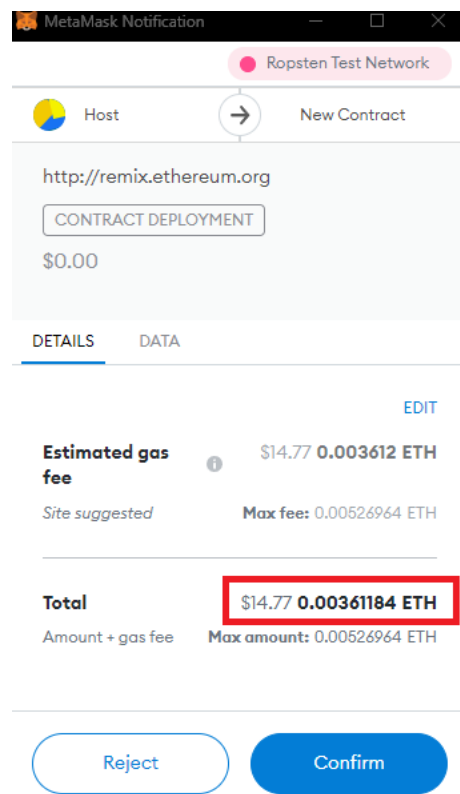 MetaMask Notification
Ropsten Test Network
Host
New Contract
http://remix.ethereum.org
CONTRACT DEPLOYMENT
$0.00
DETAILS DATA
EDIT
Estimated gas fee $14.77 0.003612 ETH
Site suggested Max fee: 0.00526964 ETH
Total $14.77 0.00361184 ETH
Amount + gas fee Max amount: 0.00526964 ETH
Reject Confirm